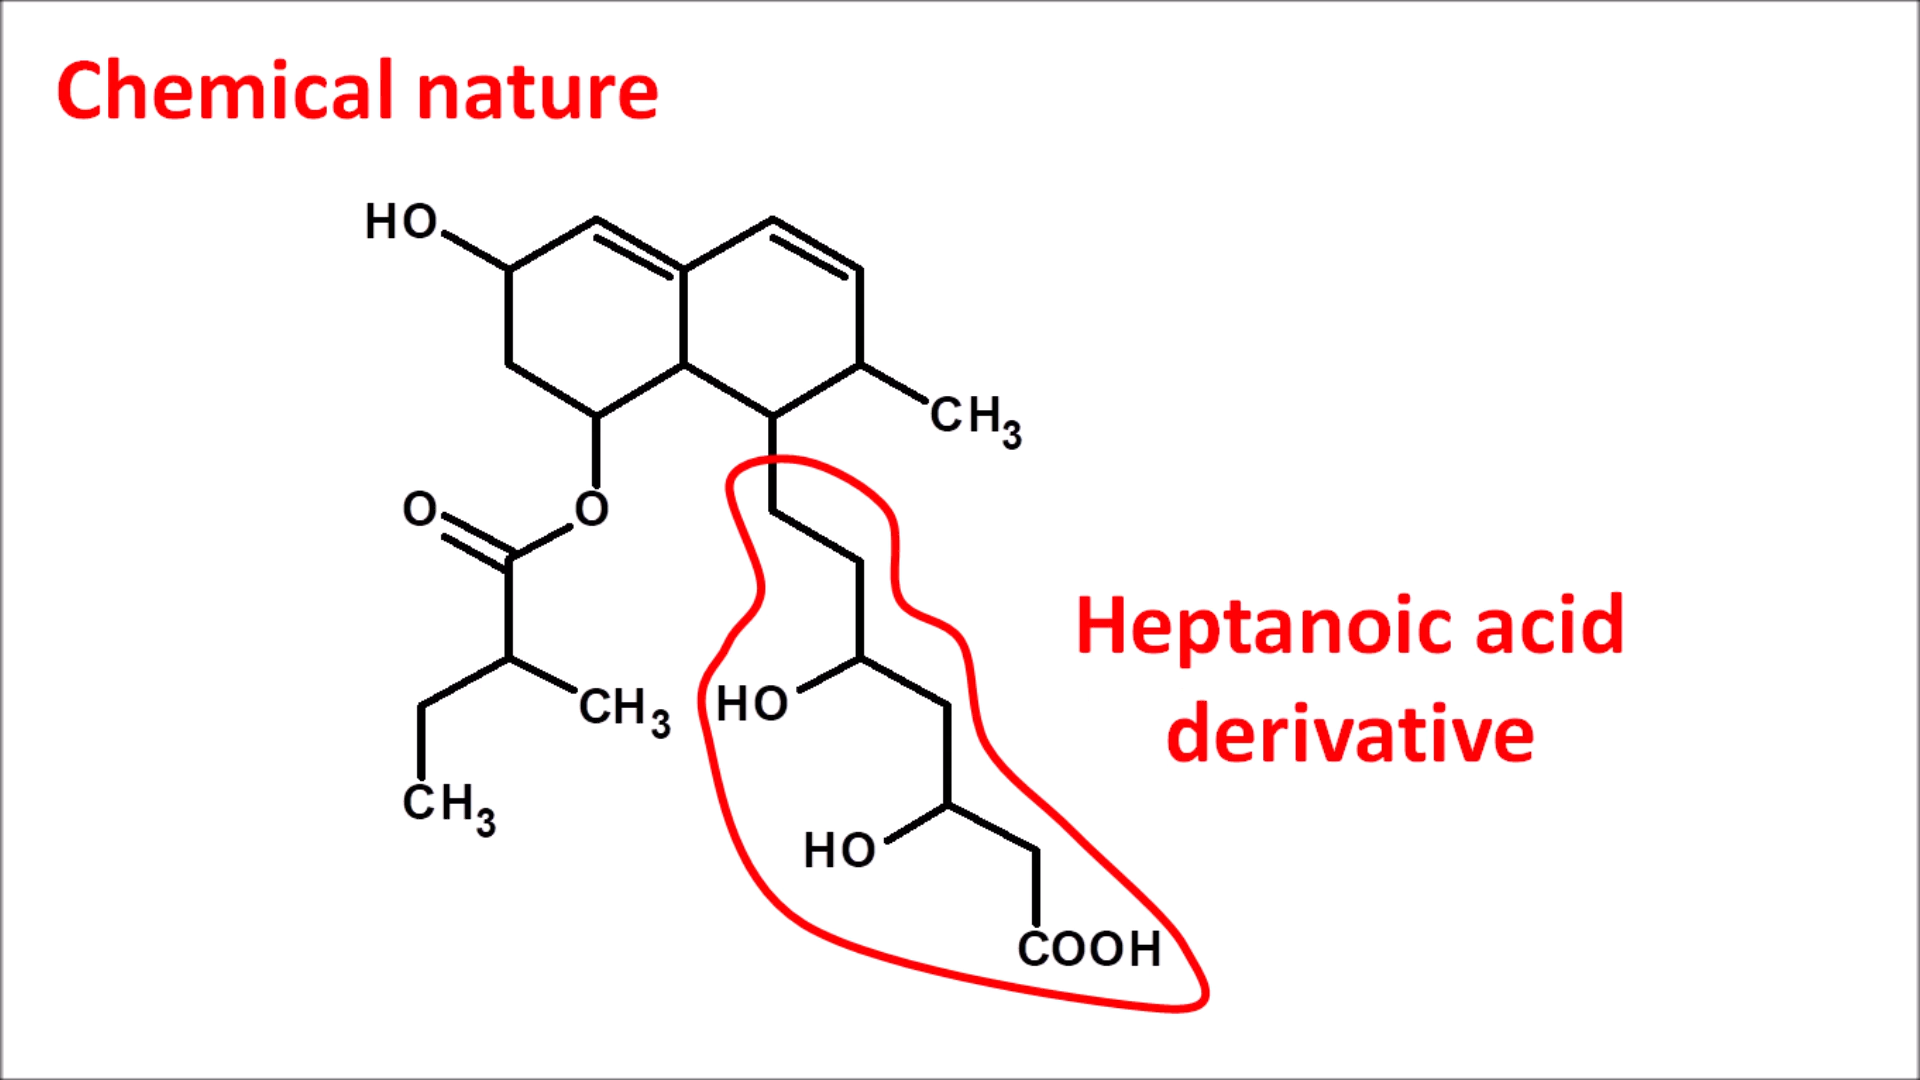 Chemical nature
HO
CH3
O
O
HO
CH3
CH3
HO
COOH
Heptanoic acid
derivative